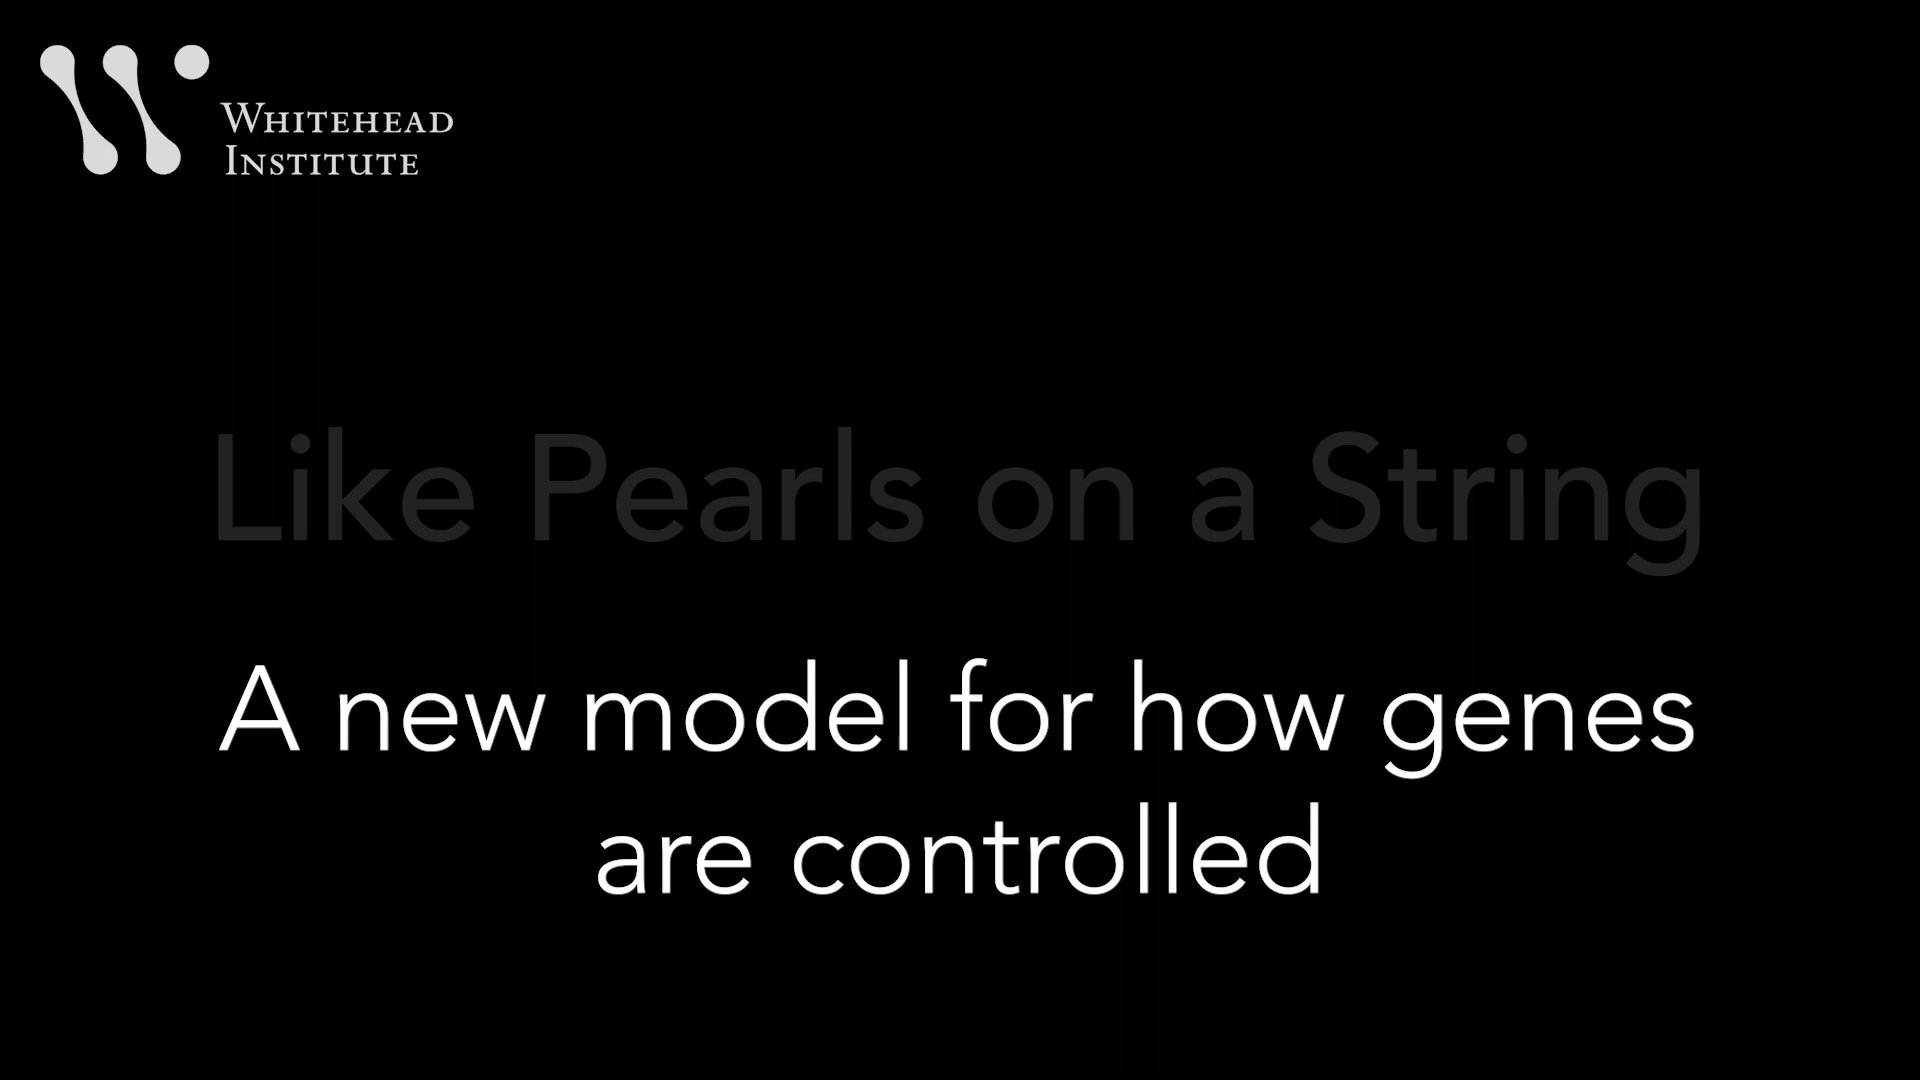 Whitehead
Institute
Like Pearls on a String
A new model for how genes
are controlled